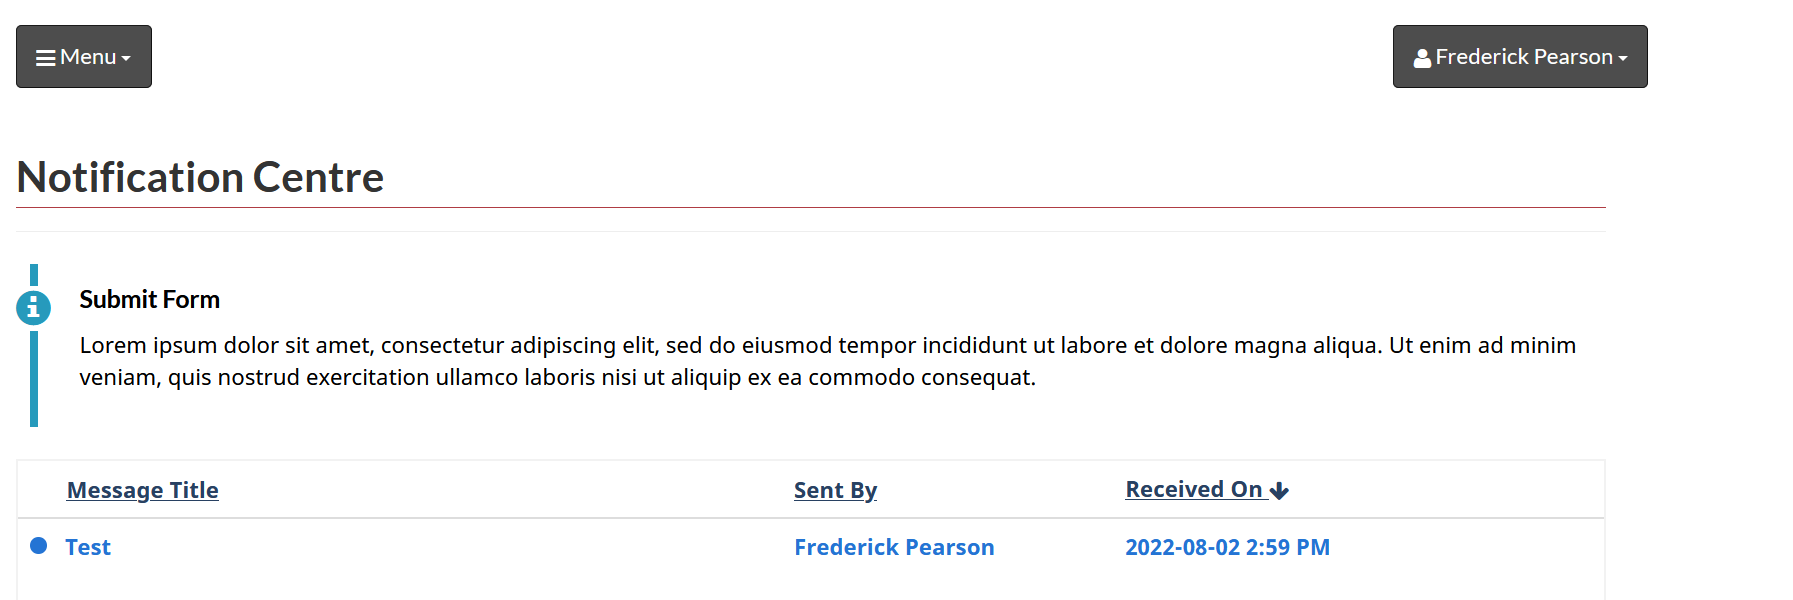 Menu
Frederick Pearson
Notification Centre
Submit Form
Lorem ipsum dolor sit amet, consectetur adipiscing elit, sed do eiusmod tempor incididunt ut labore et dolore magna aliqua. Ut enim ad minim
veniam, quis nostrud exercitation ullamco laboris nisi ut aliquip ex ea commodo consequat.
Message Title Sent By Received On
Test Frederick Pearson 2022-08-02 2:59 PM